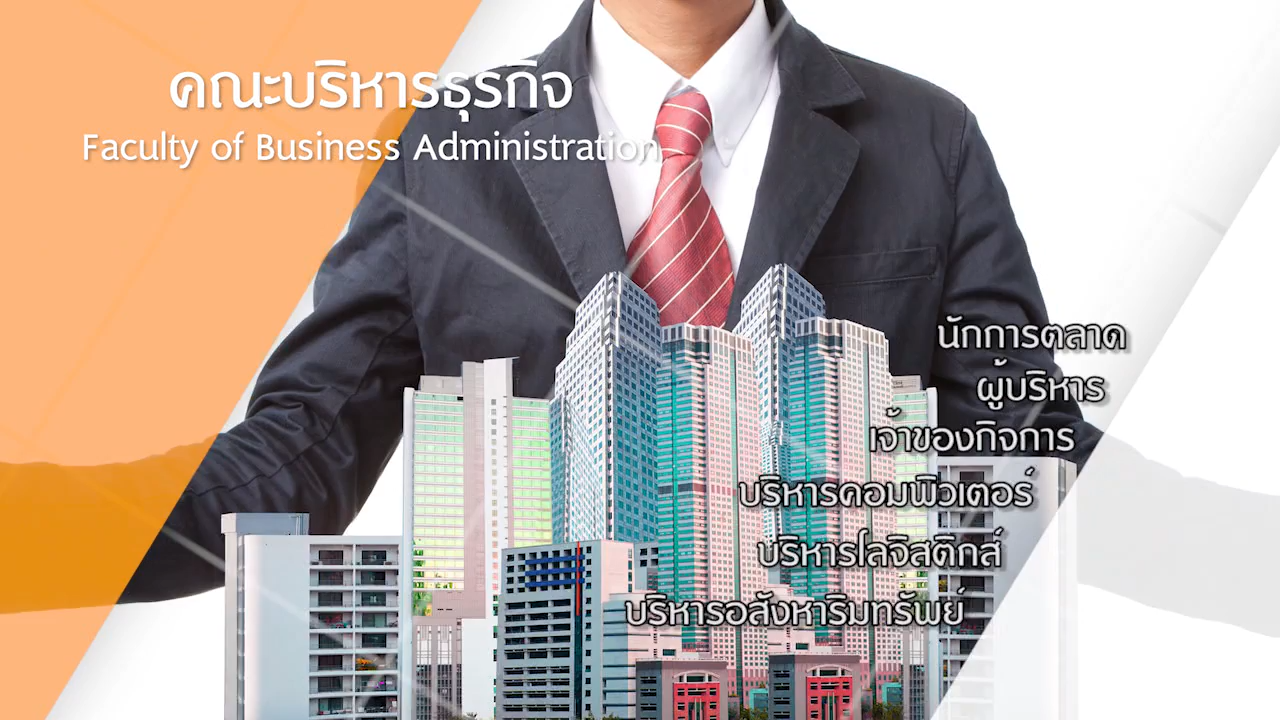 คณะบริหารธุรกิจ
Faculty of Business Administration
นักการตลาด
ผู้บริหาร
เจ้าของกิจการ
บริหารคอมพิวเตอร์
บริหารโลจิสติกส์
บริหารอสังหาริมทรัพย์